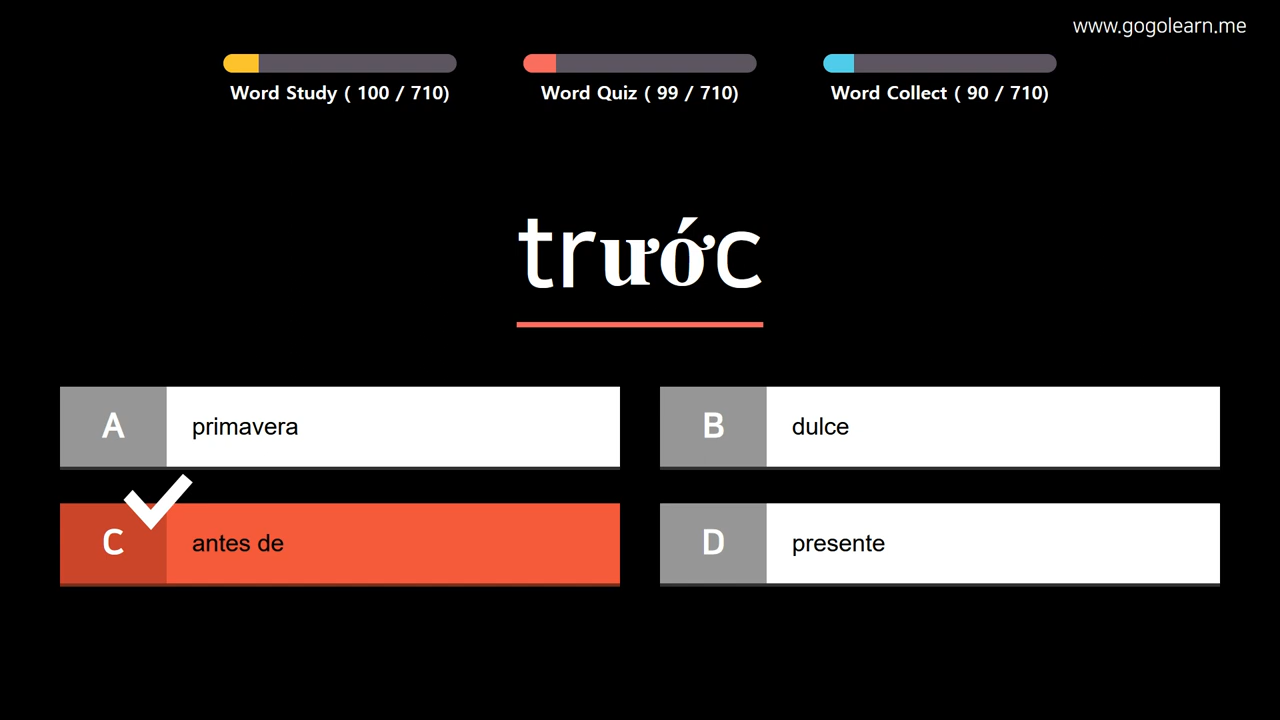 www.gogolearn.me
Word Study ( 100 / 710)
Word Quiz ( 99 / 710)
Word Collect ( 90 / 710)
trước
A primavera
B dulce
C antes de
D presente